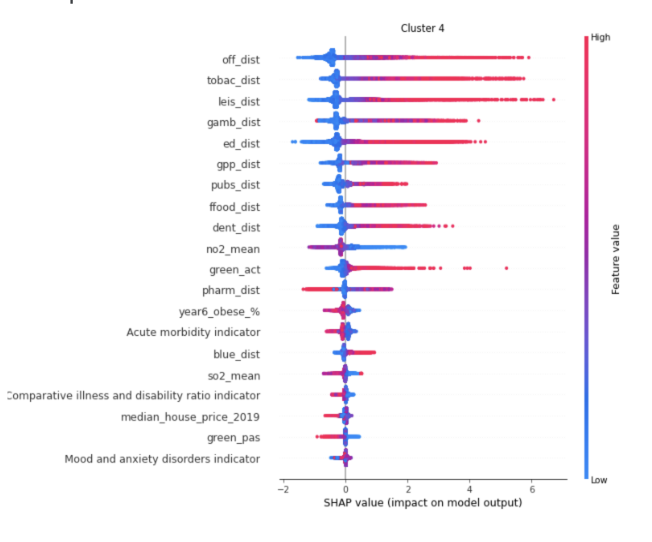 Cluster 4
High
off_dist
tobac_dist
leis_dist
gamb_dist
ed_dist
gpp_dist
pubs_dist
ffood_dist
dent_dist
no2_mean
green_act
pharm_dist
year6_obese_%
Acute morbidity indicator
blue_dist
so2_mean
Comparative illness and disability ratio indicator
median_house_price_2019
green_pas
Mood and anxiety disorders indicator
Feature value
Low
−2 0 2 4 6
SHAP value (impact on model output)